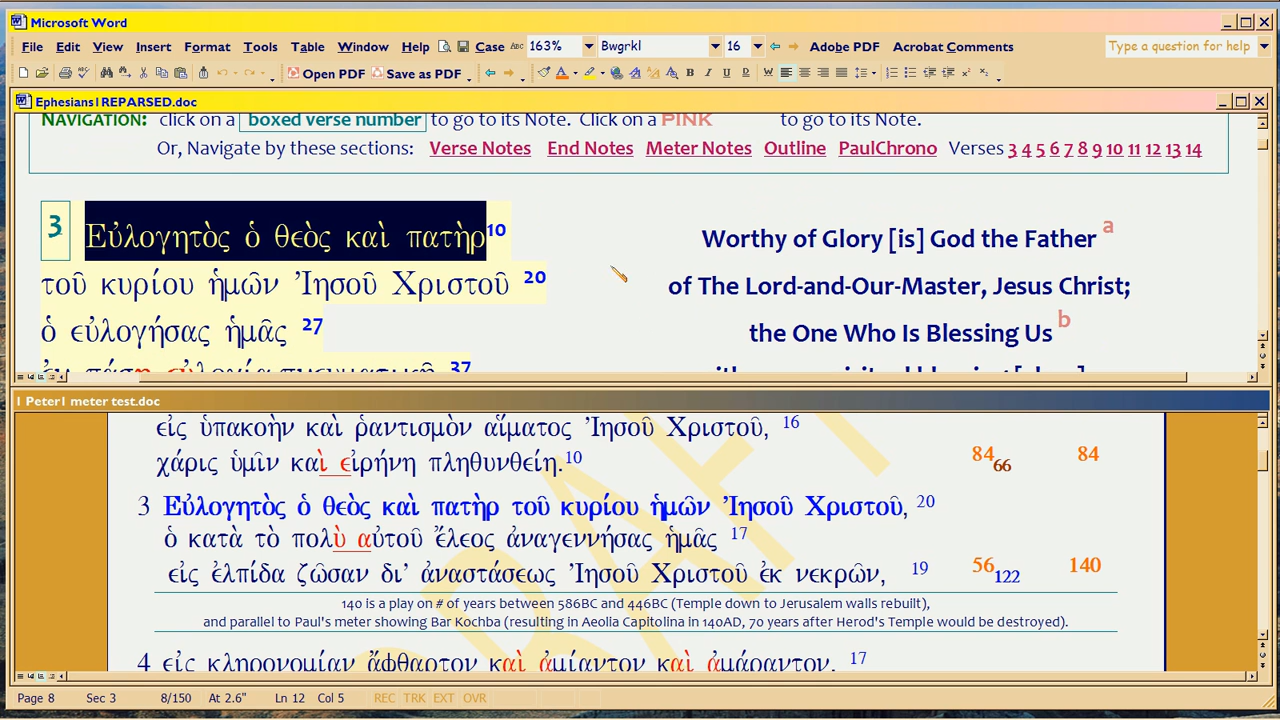 Microsoft Word
File Edit View Insert Format Tools Table Window Help Case ABC 163% Bwgrkl 16 Adobe PDF Acrobat Comments Type a question for help
Open PDF Save as PDF B I U D W
Ephesians1REPARSED.doc
NAVIGATION: click on a boxed verse number to go to its Note. Click on a PINK to go to its Note.
Or, Navigate by these sections: Verse Notes End Notes Meter Notes Outline PaulChrono Verses 3 4 5 6 7 8 9 10 11 12 13 14
3 Εὐλογητὸς ὁ θεὸς καὶ πατὴρ10 Worthy of Glory [is] God the Father a
τοῦ κυρίου ἡμῶν Ἰησοῦ Χριστοῦ 20 of The Lord-and-Our-Master, Jesus Christ;
ὁ εὐλογήσας ἡμᾶς 27 the One Who Is Blessing Us b
ἐν πάσῃ εὐλογίᾳ πνευματικῇ 37
1 Peter1 meter test.doc
εἰς ὑπακοὴν καὶ ῥαντισμὸν αἵματος Ἰησοῦ Χριστοῦ, 16
χάρις ὑμῖν καὶ εἰρήνη πληθυνθείη.10 84 66 84
3 Εὐλογητὸς ὁ θεὸς καὶ πατὴρ τοῦ κυρίου ἡμῶν Ἰησοῦ Χριστοῦ, 20
ὁ κατὰ τὸ πολὺ αὐτοῦ ἔλεος ἀναγεννήσας ἡμᾶς 17
εἰς ἐλπίδα ζῶσαν δι' ἀναστάσεως Ἰησοῦ Χριστοῦ ἐκ νεκρῶν, 19 56 122 140
140 is a play on # of years between 586BC and 446BC (Temple down to Jerusalem walls rebuilt),
and parallel to Paul's meter showing Bar Kochba (resulting in Aeolia Capitolina in 140AD, 70 years after Herod's Temple would be destroyed).
4 εἰς κληρονομίαν ἄφθαρτον καὶ ἀμίαντον καὶ ἀμάραντον, 17
Page 8 Sec 3 8/150 At 2.6" Ln 12 Col 5 REC TRK EXT OVR